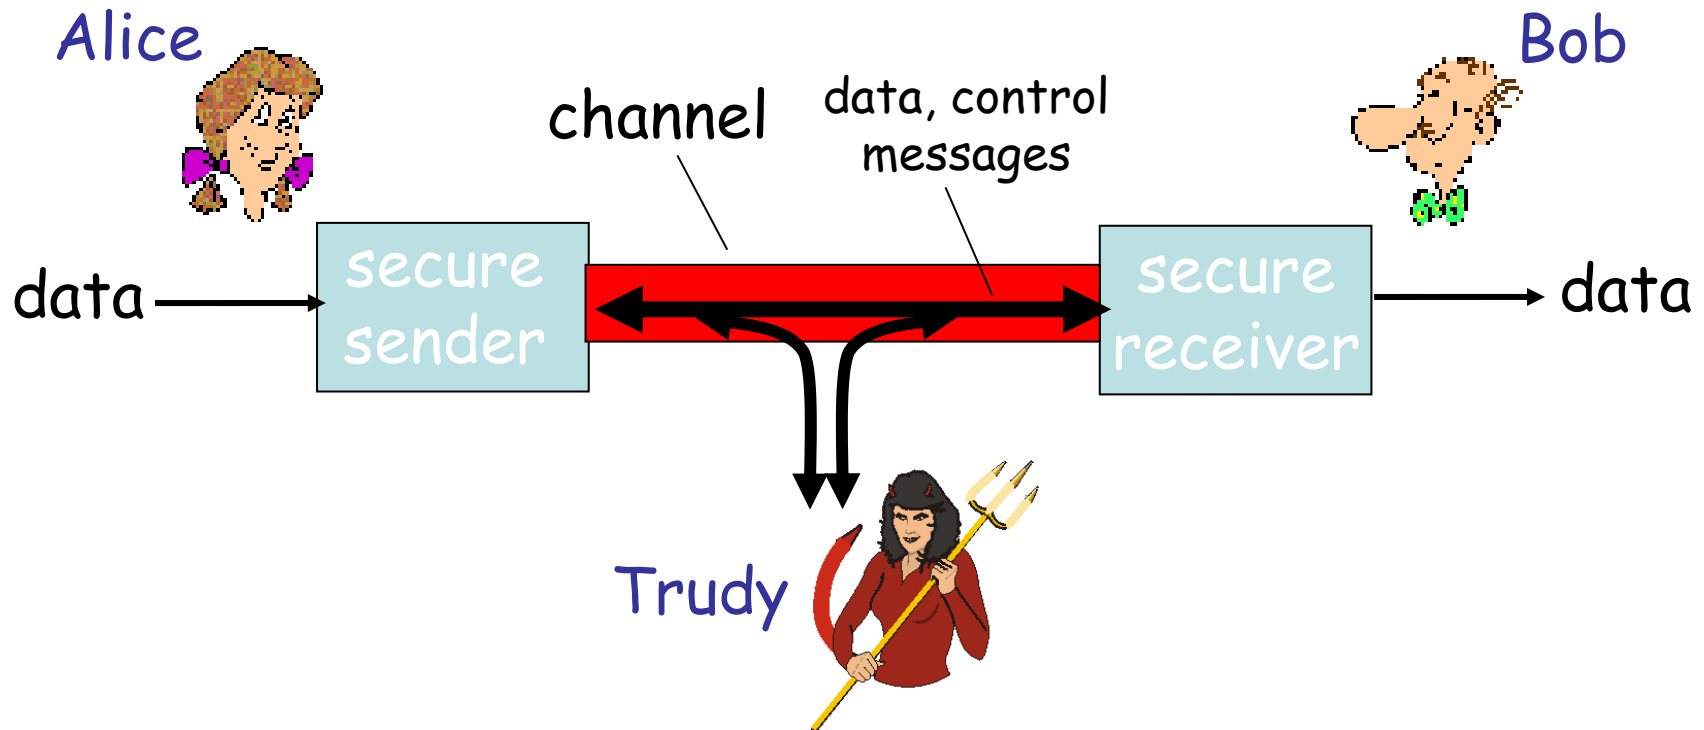 Alice
Bob
channel
data, control
messages
data
secure
sender
secure
receiver
data
Trudy